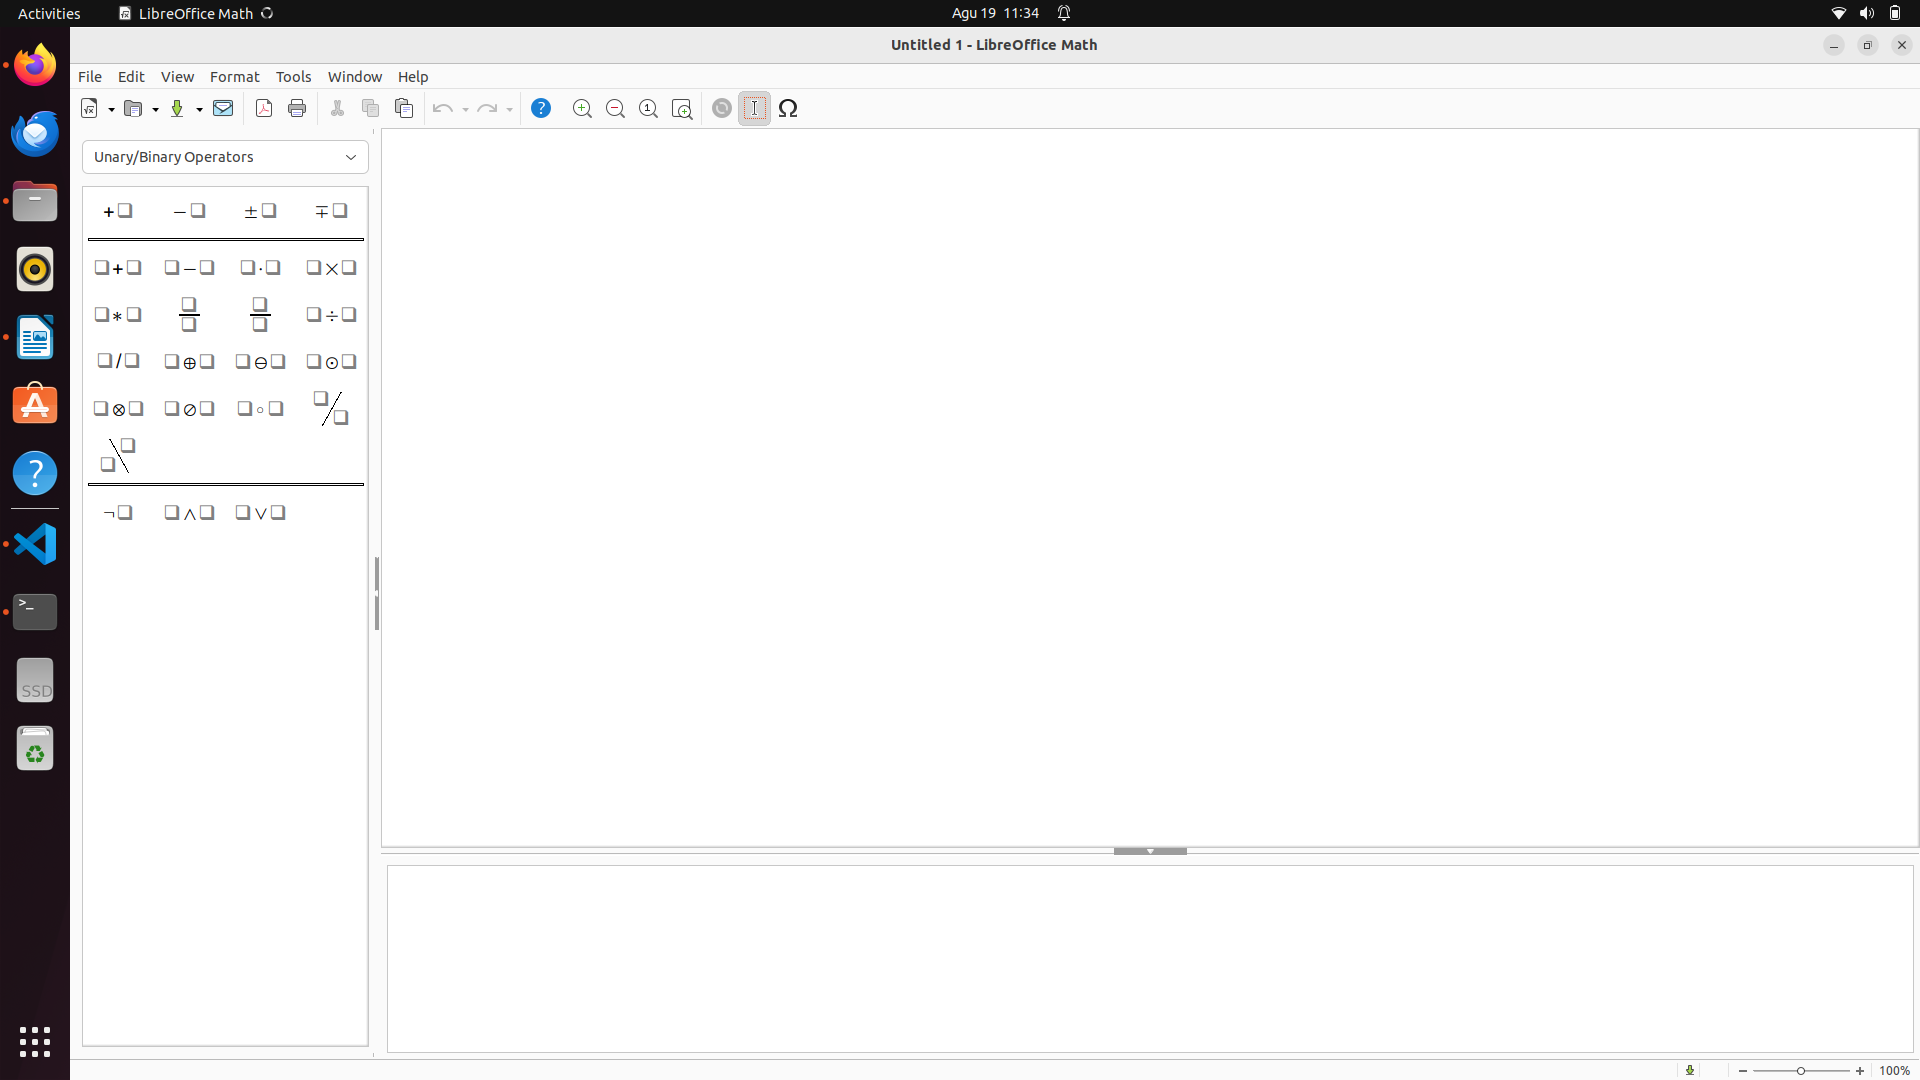 Activities LibreOffice Math Agu 19 11:34
Untitled 1 - LibreOffice Math
File Edit View Format Tools Window Help
Unary/Binary Operators
SSD
100%